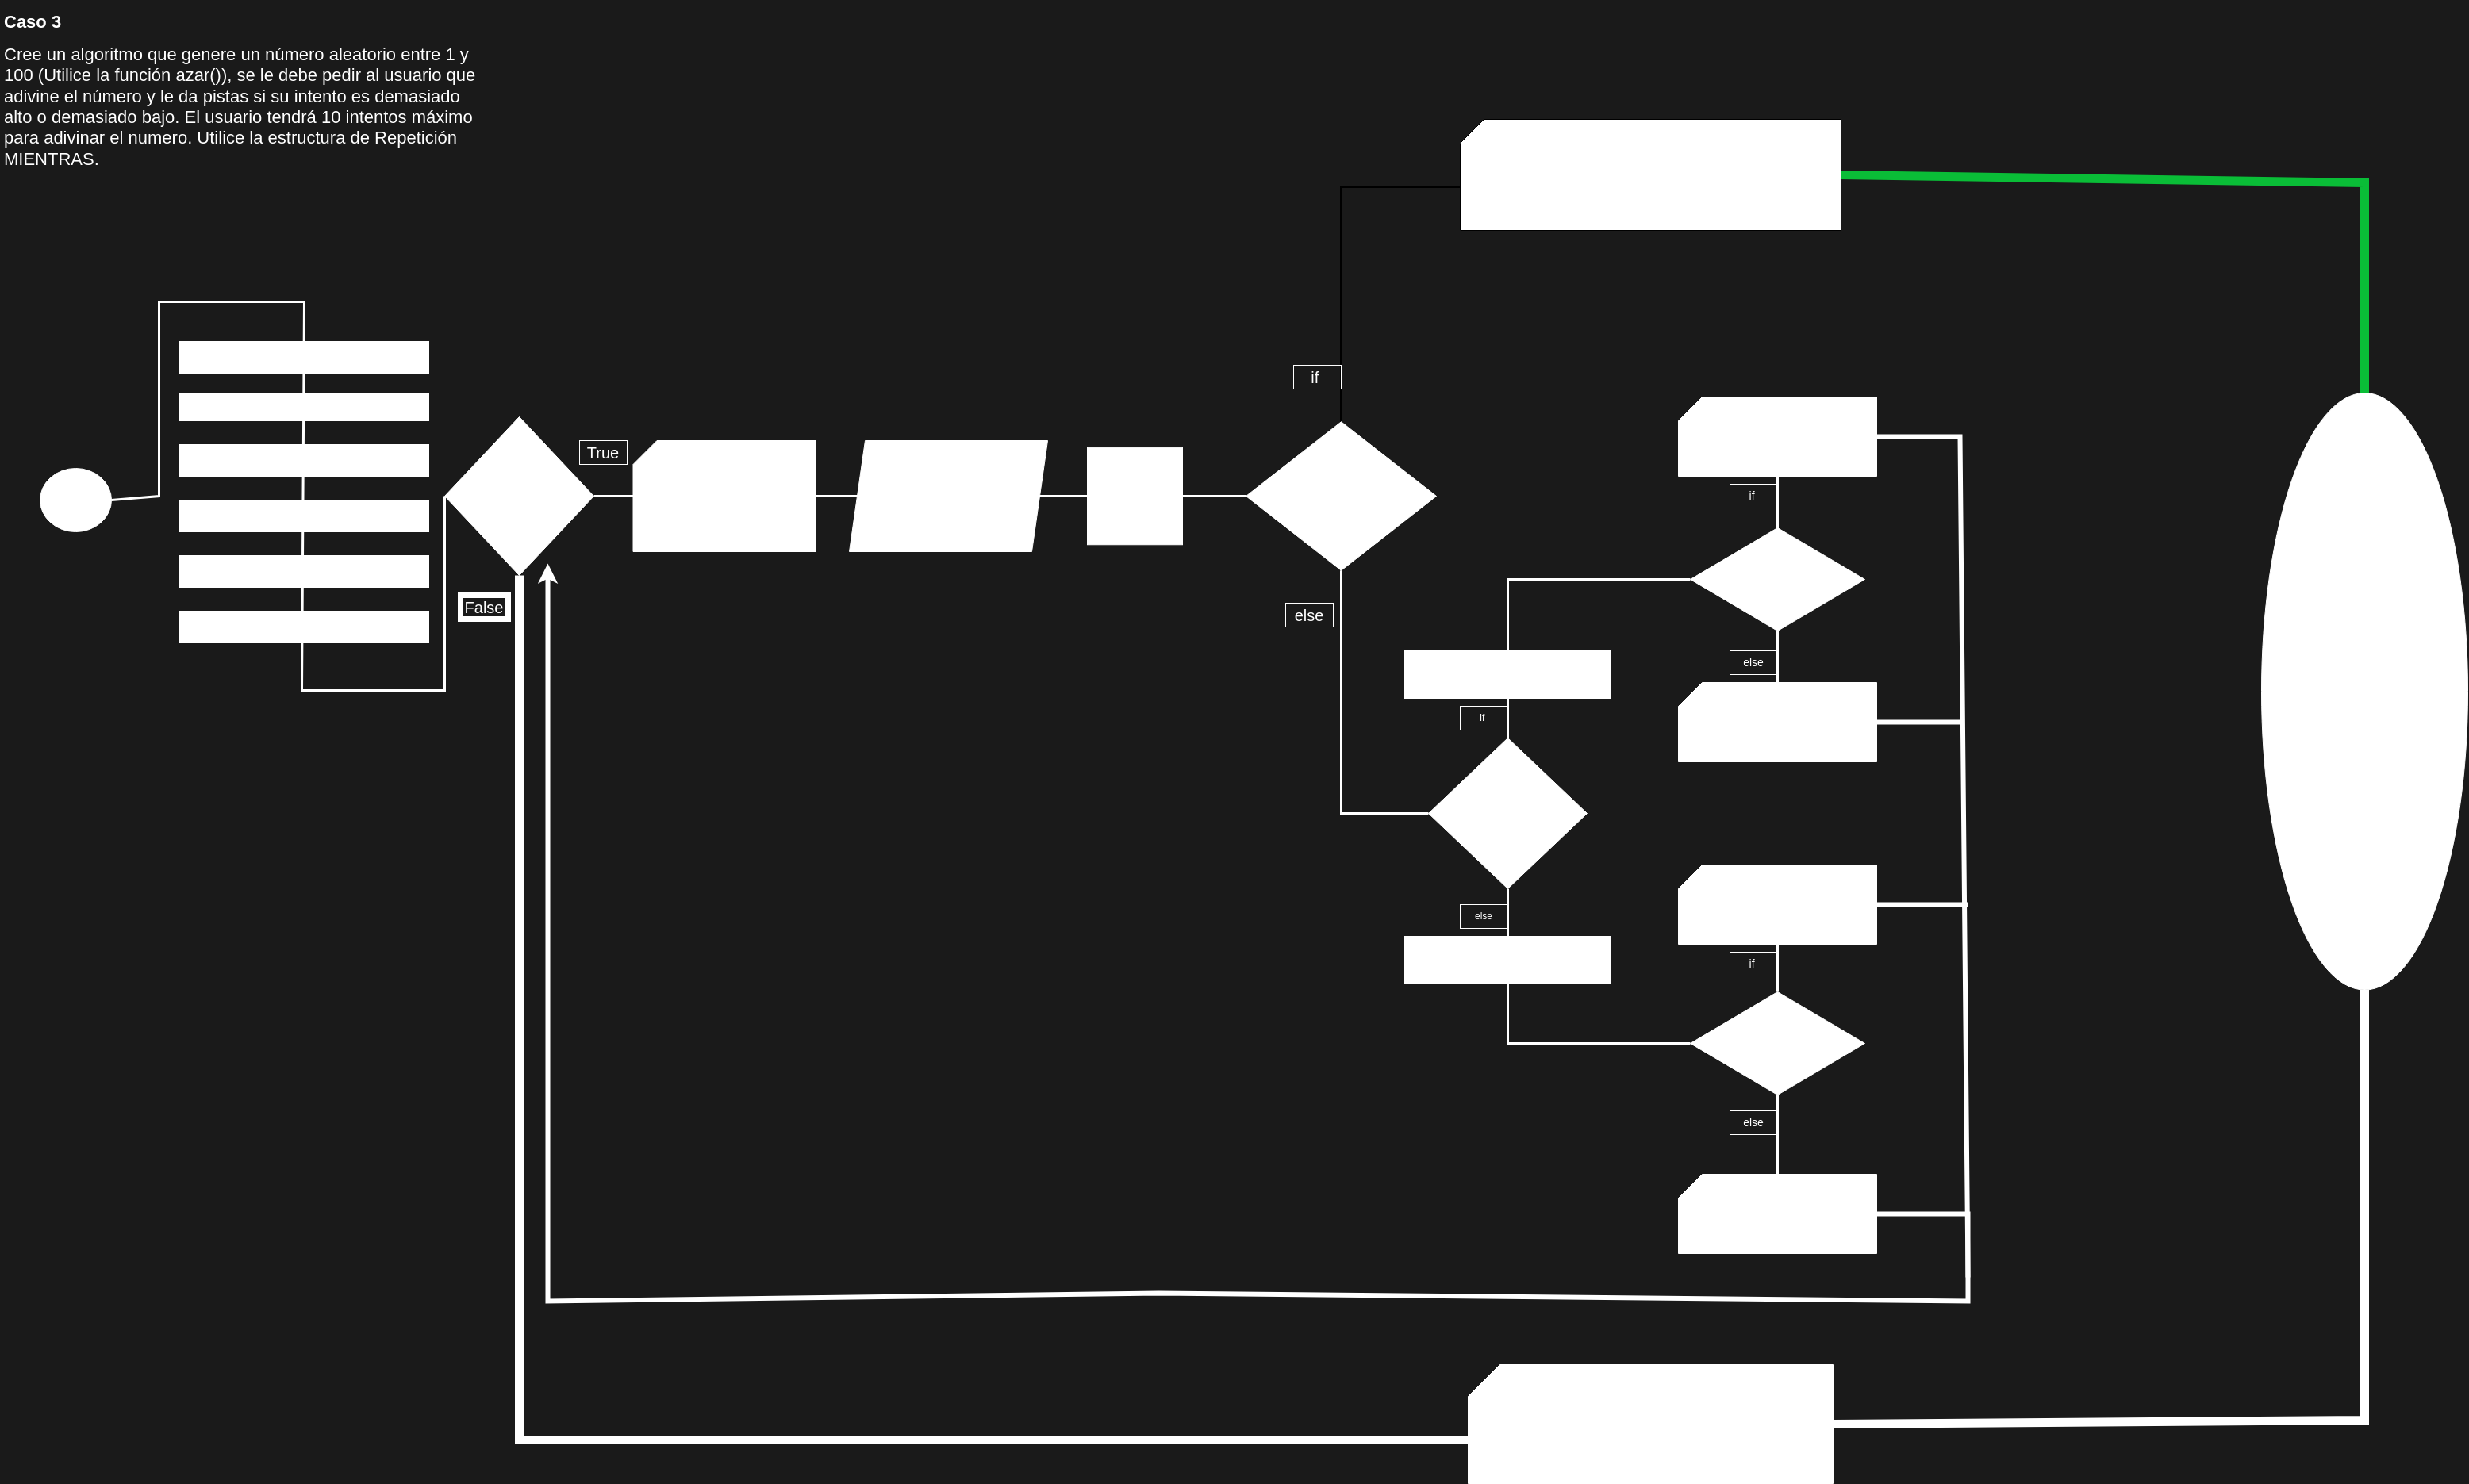 Caso 3
Cree un algoritmo que genere un número aleatorio entre 1 y
100 (Utilice la función azar()), se le debe pedir al usuario que
adivine el número y le da pistas si su intento es demasiado
alto o demasiado bajo. El usuario tendrá 10 intentos máximo
para adivinar el numero. Utilice la estructura de Repetición
MIENTRAS.
if
True
if
False
else
else
if
else
if
else